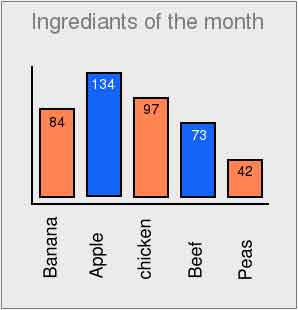 Ingrediants of the month
84
134
97
73
42
Banana
Apple
chicken
Beef
Peas